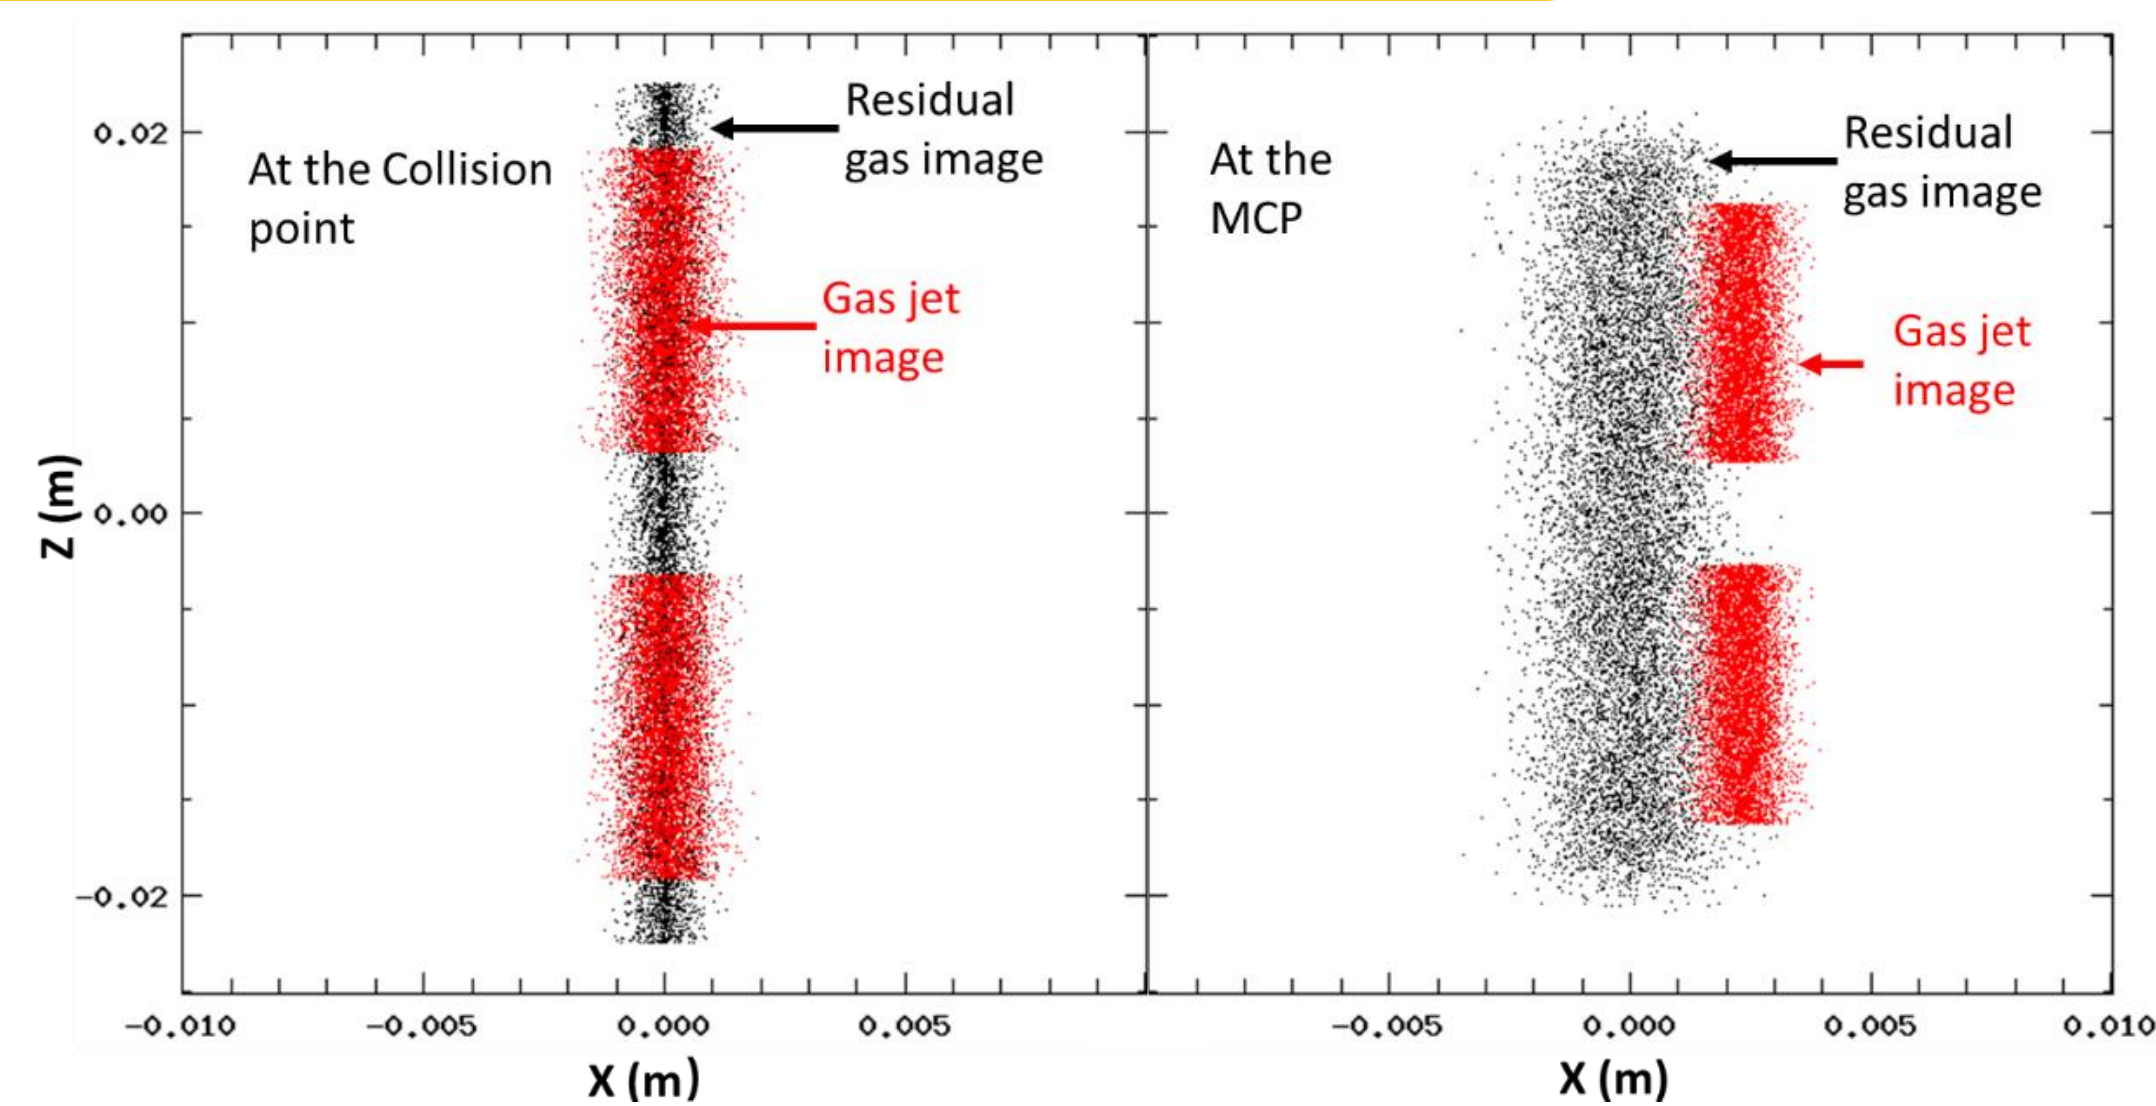 At the Collision
point
Residual
gas image
Gas jet
image
Z (m)
0.02
0.00
−0.02
−0.010
−0.005
0.000
0.005
X (m)
At the
MCP
Residual
gas image
Gas jet
image
−0.005
0.000
0.005
0.010
X (m)